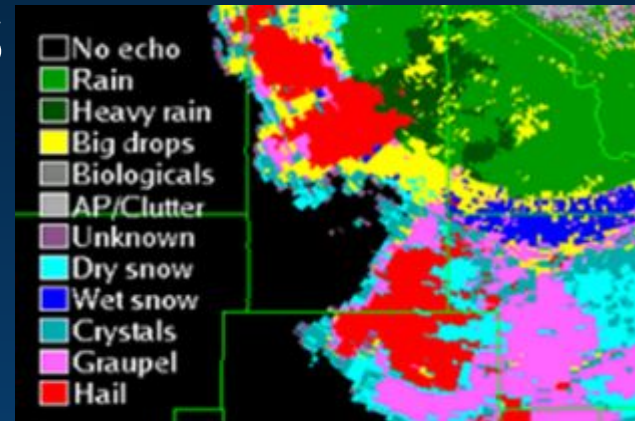 No echo
Rain
Heavy rain
Big drops
Biologicals
AP/Clutter
Unknown
Dry snow
Wet snow
Crystals
Graupel
Hail